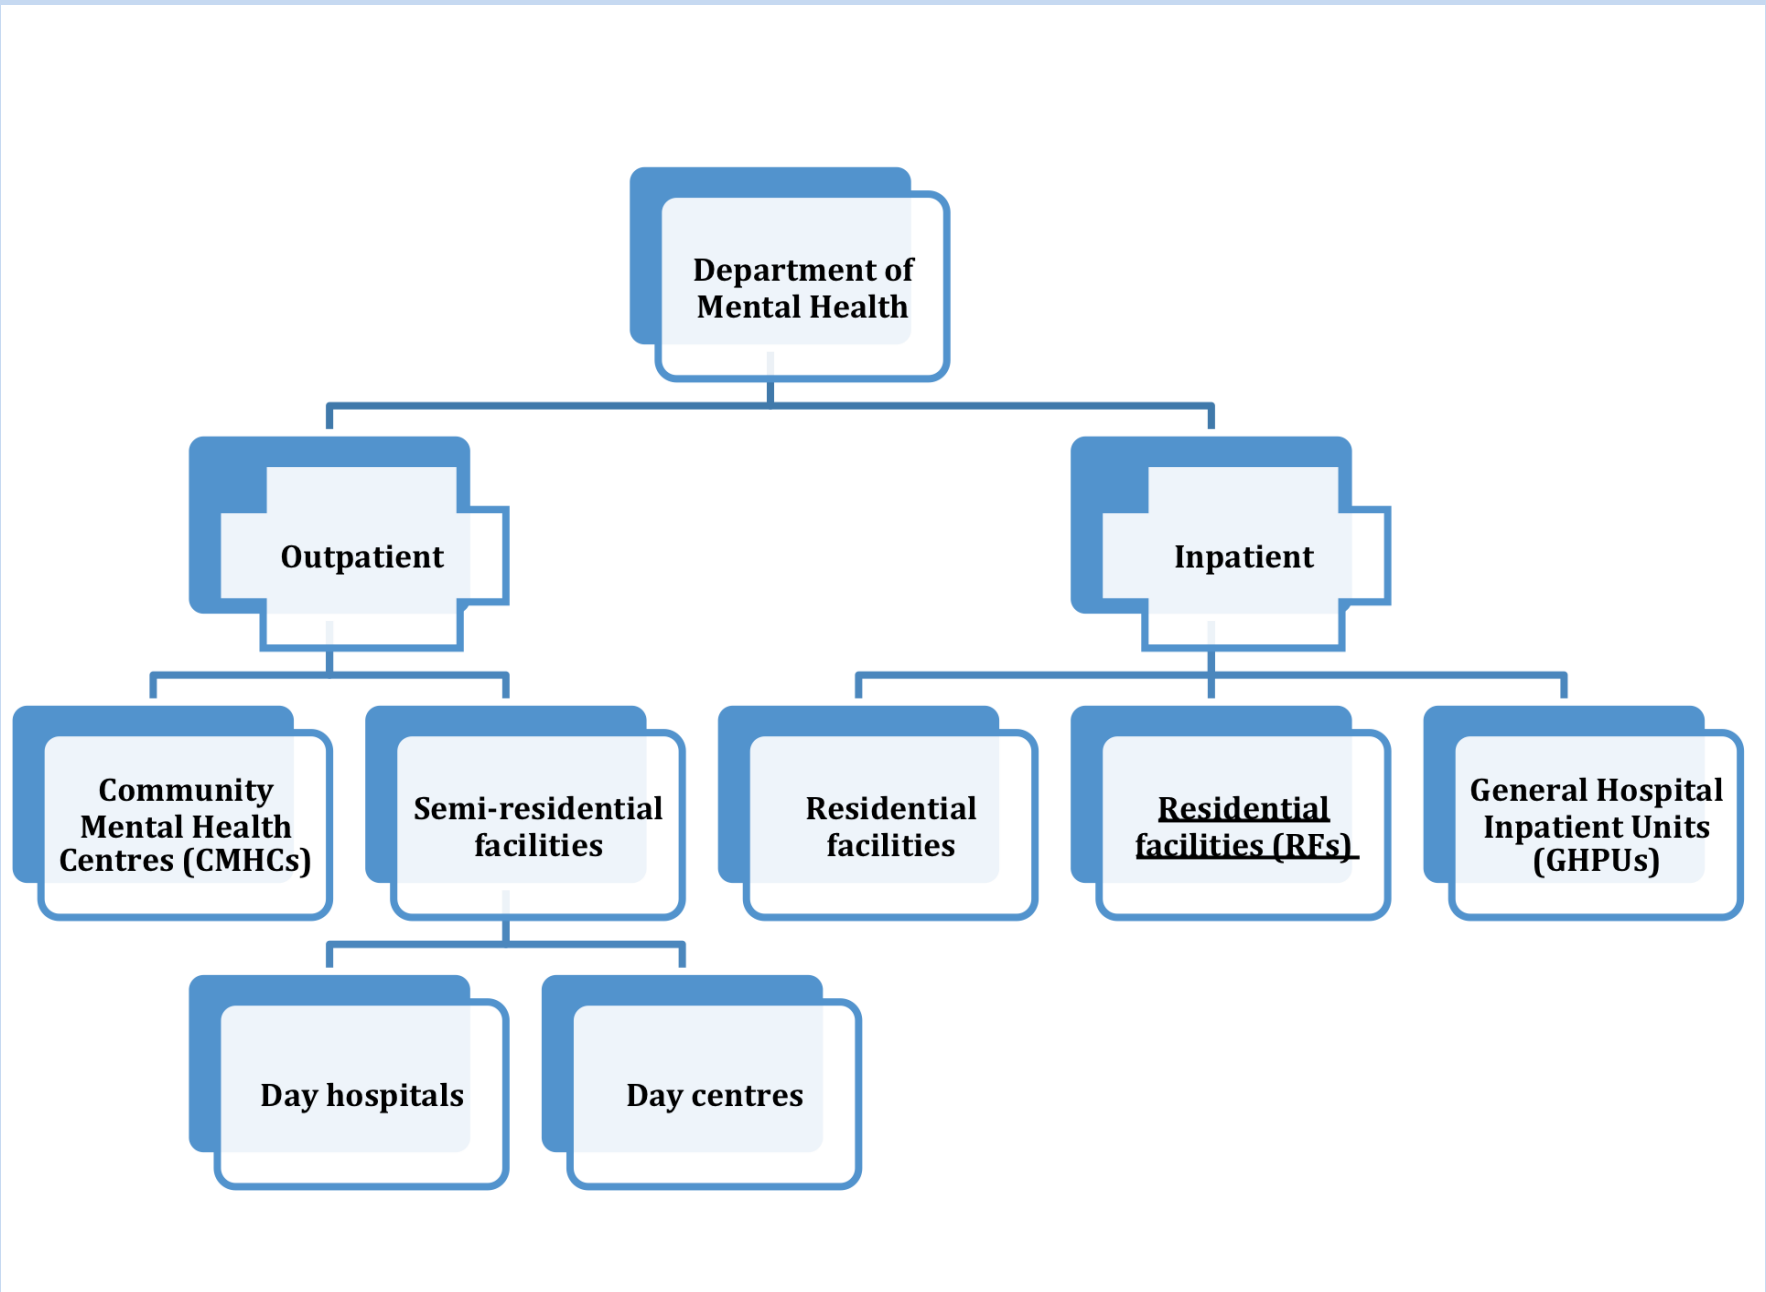 Department of
Mental Health
Outpatient
Inpatient
Community
Mental Health
Centres (CMHCs)
Semi-residential
facilities
Residential
facilities
Residential
facilities (RFs)
General Hospital
Inpatient Units
(GHPUs)
Day hospitals
Day centres